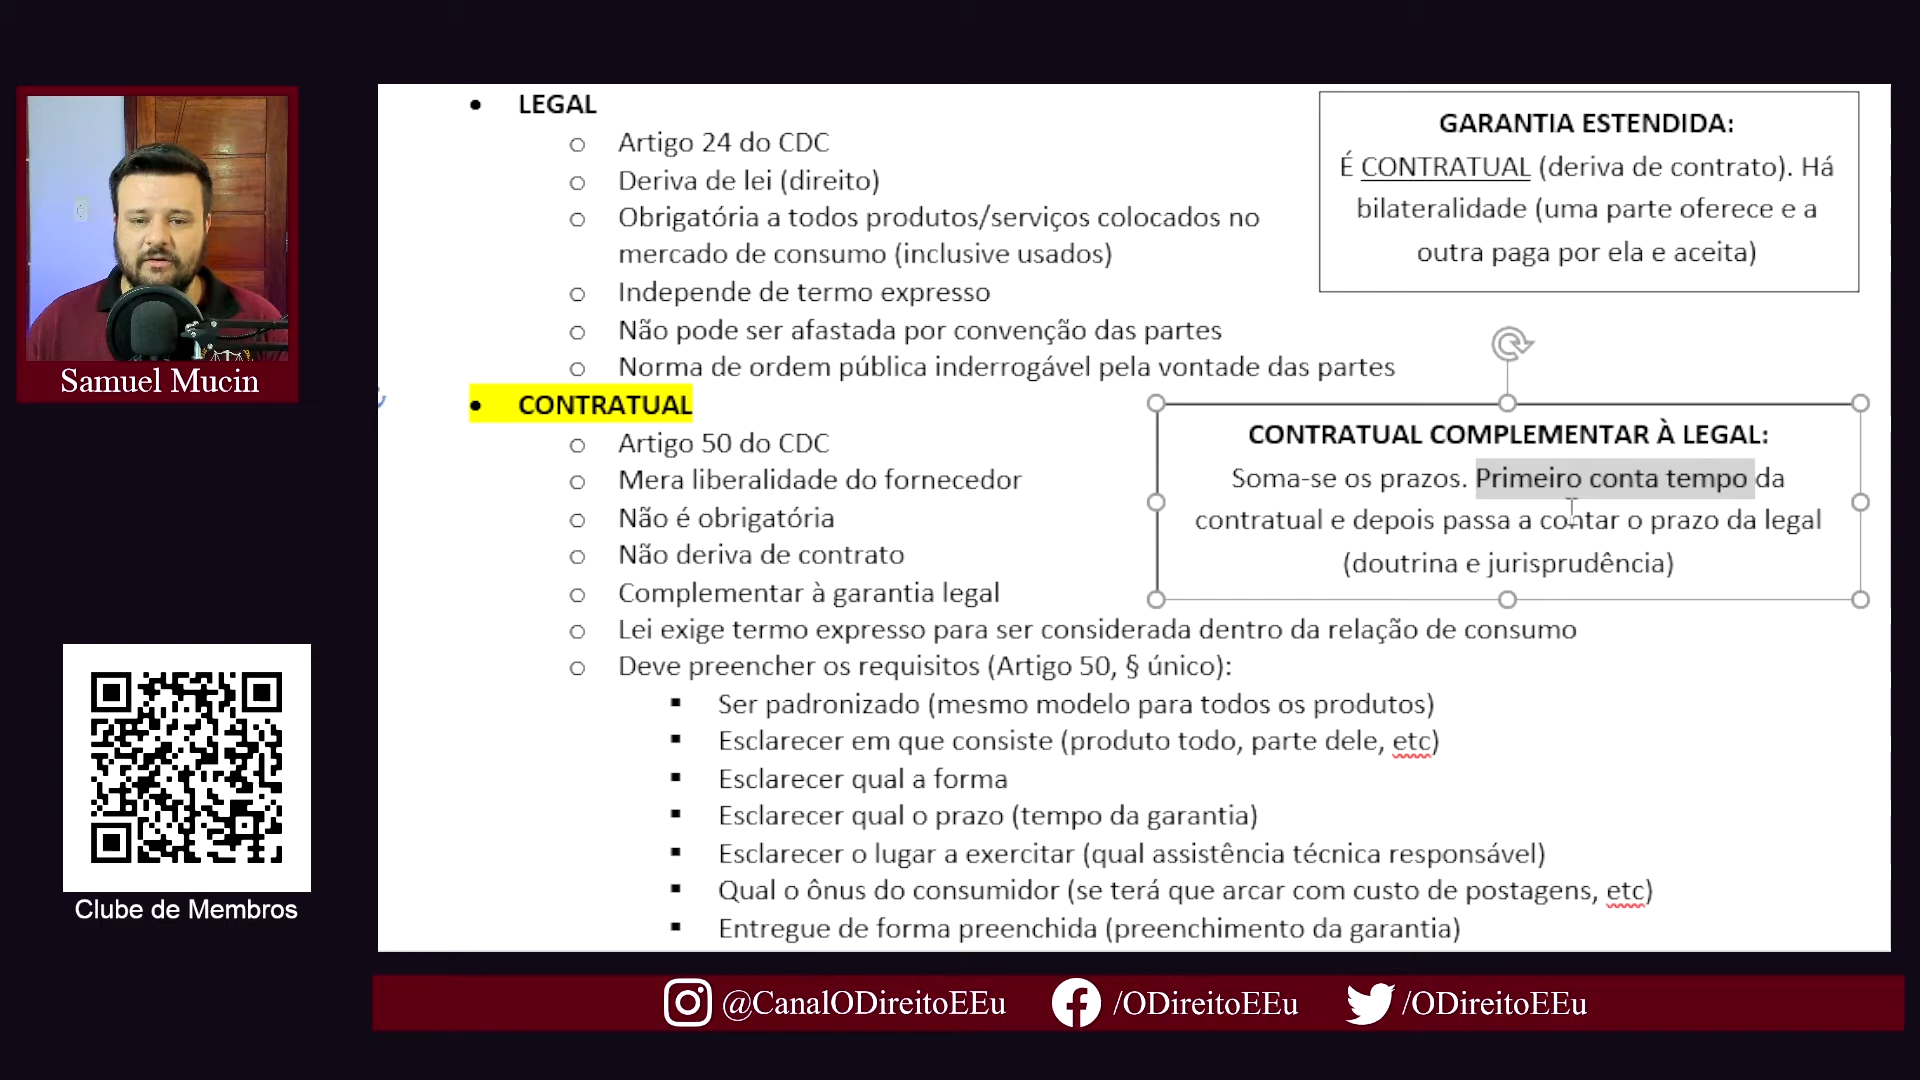 Samuel Mucin
Clube de Membros
• LEGAL
○ Artigo 24 do CDC
○ Deriva de lei (direito)
○ Obrigatória a todos produtos/serviços colocados no
mercado de consumo (inclusive usados)
○ Independe de termo expresso
○ Não pode ser afastada por convenção das partes
○ Norma de ordem pública inderrogável pela vontade das partes
GARANTIA ESTENDIDA:
É CONTRATUAL (deriva de contrato). Há
bilateralidade (uma parte oferece e a
outra paga por ela e aceita)
• CONTRATUAL
○ Artigo 50 do CDC
○ Mera liberalidade do fornecedor
○ Não é obrigatória
○ Não deriva de contrato
○ Complementar à garantia legal
○ Lei exige termo expresso para ser considerada dentro da relação de consumo
○ Deve preencher os requisitos (Artigo 50, § único):
▪ Ser padronizado (mesmo modelo para todos os produtos)
▪ Esclarecer em que consiste (produto todo, parte dele, etc)
▪ Esclarecer qual a forma
▪ Esclarecer qual o prazo (tempo da garantia)
▪ Esclarecer o lugar a exercitar (qual assistência técnica responsável)
▪ Qual o ônus do consumidor (se terá que arcar com custo de postagens, etc)
▪ Entregue de forma preenchida (preenchimento da garantia)
CONTRATUAL COMPLEMENTAR À LEGAL:
Soma-se os prazos. Primeiro conta tempo da
contratual e depois passa a contar o prazo da legal
(doutrina e jurisprudência)
@CanalODireitoEEu /ODireitoEEu /ODireitoEEu